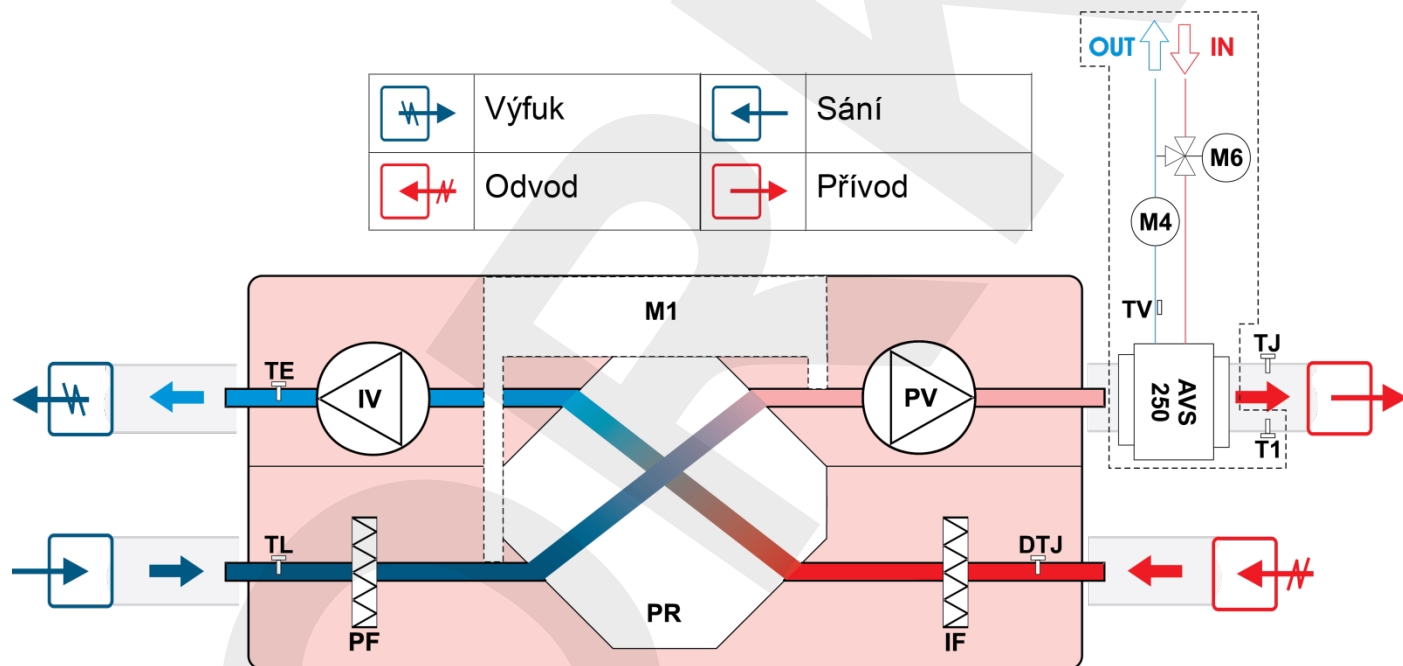 OUT IN
Výfuk Sání
Odvod Přívod
M6
M4
M1
TV
TJ
TE
IV
PV
AVS
250
T1
TL
DTJ
PF
PR
IF